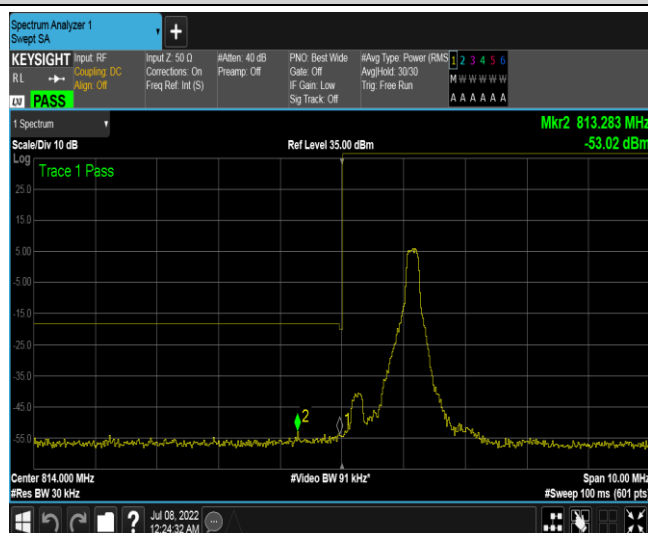 Spectrum Analyzer 1
Swept SA
+
KEYSIGHT
RL
LXI PASS
Input: RF
Coupling: DC
Align: Off
Input Z: 50 Ω
Corrections: On
Freq Ref: Int (S)
#Atten: 40 dB
Preamp: Off
PNO: Best Wide
Gate: Off
IF Gain: Low
Sig Track: Off
#Avg Type: Power (RMS
Avg|Hold: 30/30
Trig: Free Run
1 2 3 4 5 6
M W W W W W
A A A A A A
1 Spectrum
Scale/Div 10 dB
Ref Level 35.00 dBm
Mkr2 813.283 MHz
-53.02 dBm
Log
Trace 1 Pass
25.0
15.0
5.00
-5.00
-15.0
-25.0
-35.0
-45.0
-55.0
2
1
Center 814.000 MHz
#Res BW 30 kHz
#Video BW 91 kHz*
Span 10.00 MHz
#Sweep 100 ms (601 pts)
?
Jul 08, 2022
12:24:32 AM